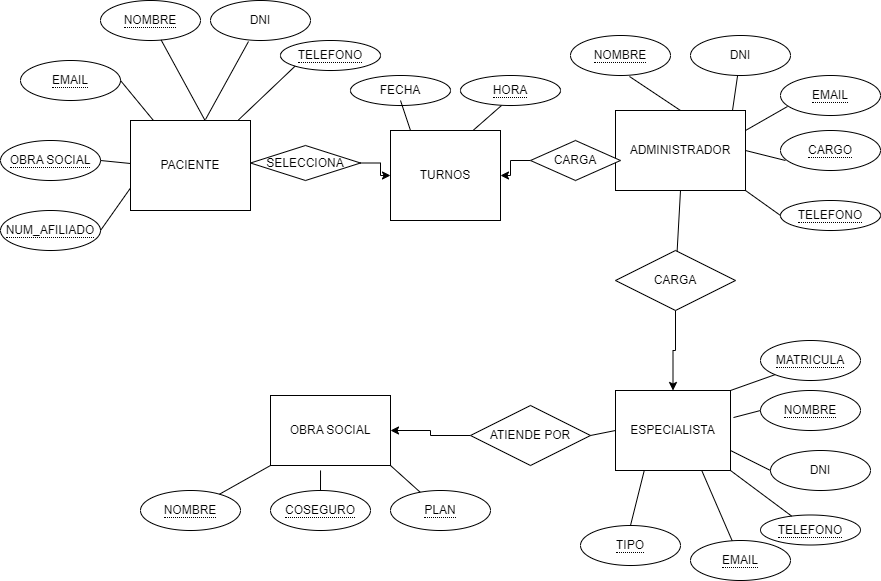 NOMBRE
DNI
TELEFONO
EMAIL
OBRA SOCIAL
NUM_AFILIADO
PACIENTE
SELECCIONA
FECHA
HORA
TURNOS
CARGA
NOMBRE
DNI
EMAIL
CARGO
TELEFONO
ADMINISTRADOR
CARGA
MATRICULA
NOMBRE
DNI
TELEFONO
EMAIL
TIPO
ESPECIALISTA
ATIENDE POR
OBRA SOCIAL
NOMBRE
COSEGURO
PLAN